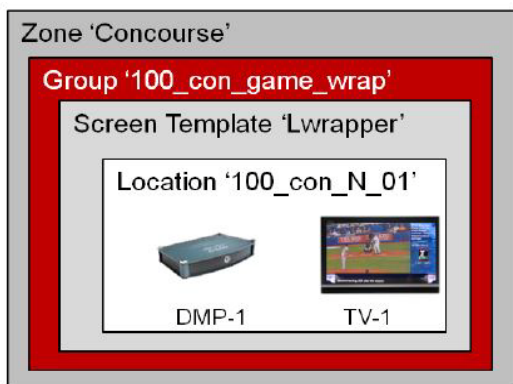 Zone ‘Concourse’
Group ‘100_con_game_wrap’
Screen Template ‘Lwrapper’
Location ‘100_con_N_01’
DMP-1
TV-1